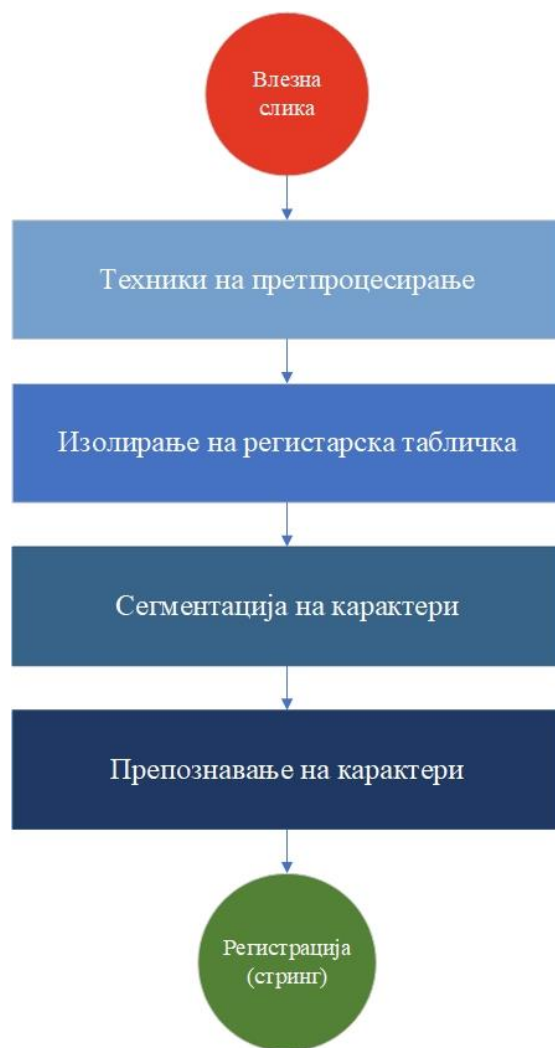 Влезна
слика
Техники на претпроцесирање
Изолирање на регистарска табличка
Сегментација на карактери
Препознавање на карактери
Регистрација
(стринг)